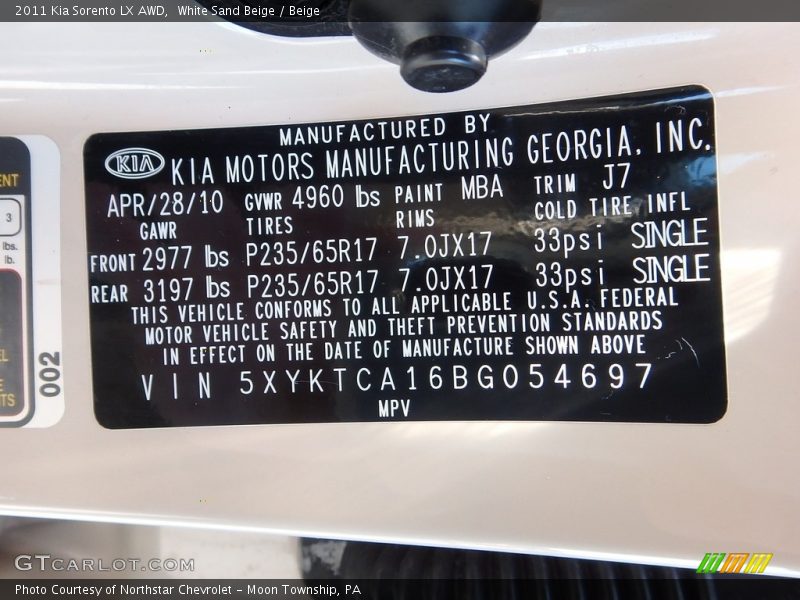 2011 Kia Sorento LX AWD, White Sand Beige / Beige
MANUFACTURED BY
KIA KIA MOTORS MANUFACTURING GEORGIA, INC.
APR/28/10 GVWR 4960 lbs PAINT MBA TRIM J7
GAWR TIRES RIMS COLD TIRE INFL
FRONT 2977 lbs P235/65R17 7.0JX17 33psi SINGLE
REAR 3197 lbs P235/65R17 7.0JX17 33psi SINGLE
THIS VEHICLE CONFORMS TO ALL APPLICABLE U.S.A. FEDERAL
MOTOR VEHICLE SAFETY AND THEFT PREVENTION STANDARDS
IN EFFECT ON THE DATE OF MANUFACTURE SHOWN ABOVE
VIN 5XYKTCA16BG054697
MPV
3
lbs.
lb.
002
GTCARLOT.COM
Photo Courtesy of Northstar Chevrolet - Moon Township, PA